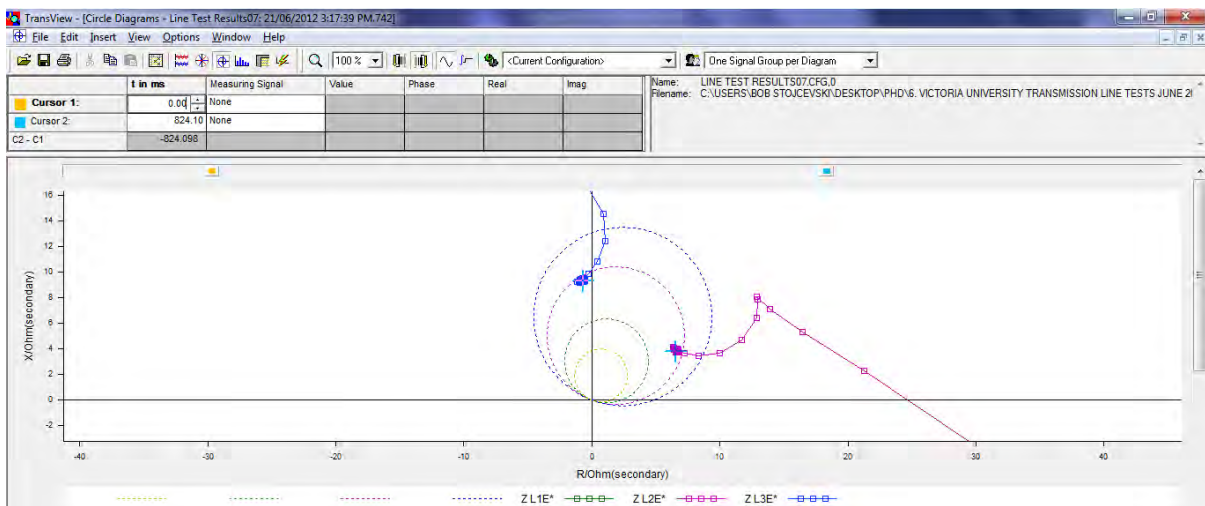 TransView - [Circle Diagrams - Line Test Results07: 21/06/2012 3:17:39 PM.742]
File Edit Insert View Options Window Help
100 % <Current Configuration> One Signal Group per Diagram
t in ms Measuring Signal Value Phase Real Imag
Cursor 1: 0.00 None
Cursor 2: 824.10 None
C2 - C1 -824.098
Name: LINE TEST RESULTS07.CFG,0
Filename: C:\USERS\BOB STOJCEVSKI\DESKTOP\PHD\6. VICTORIA UNIVERSITY TRANSMISSION LINE TESTS JUNE 2
16
14
12
10
8
6
4
2
0
-2
X/Ohm(secondary)
-40 -30 -20 -10 0 10 20 30 40
R/Ohm(secondary)
Z L1E* Z L2E* Z L3E*